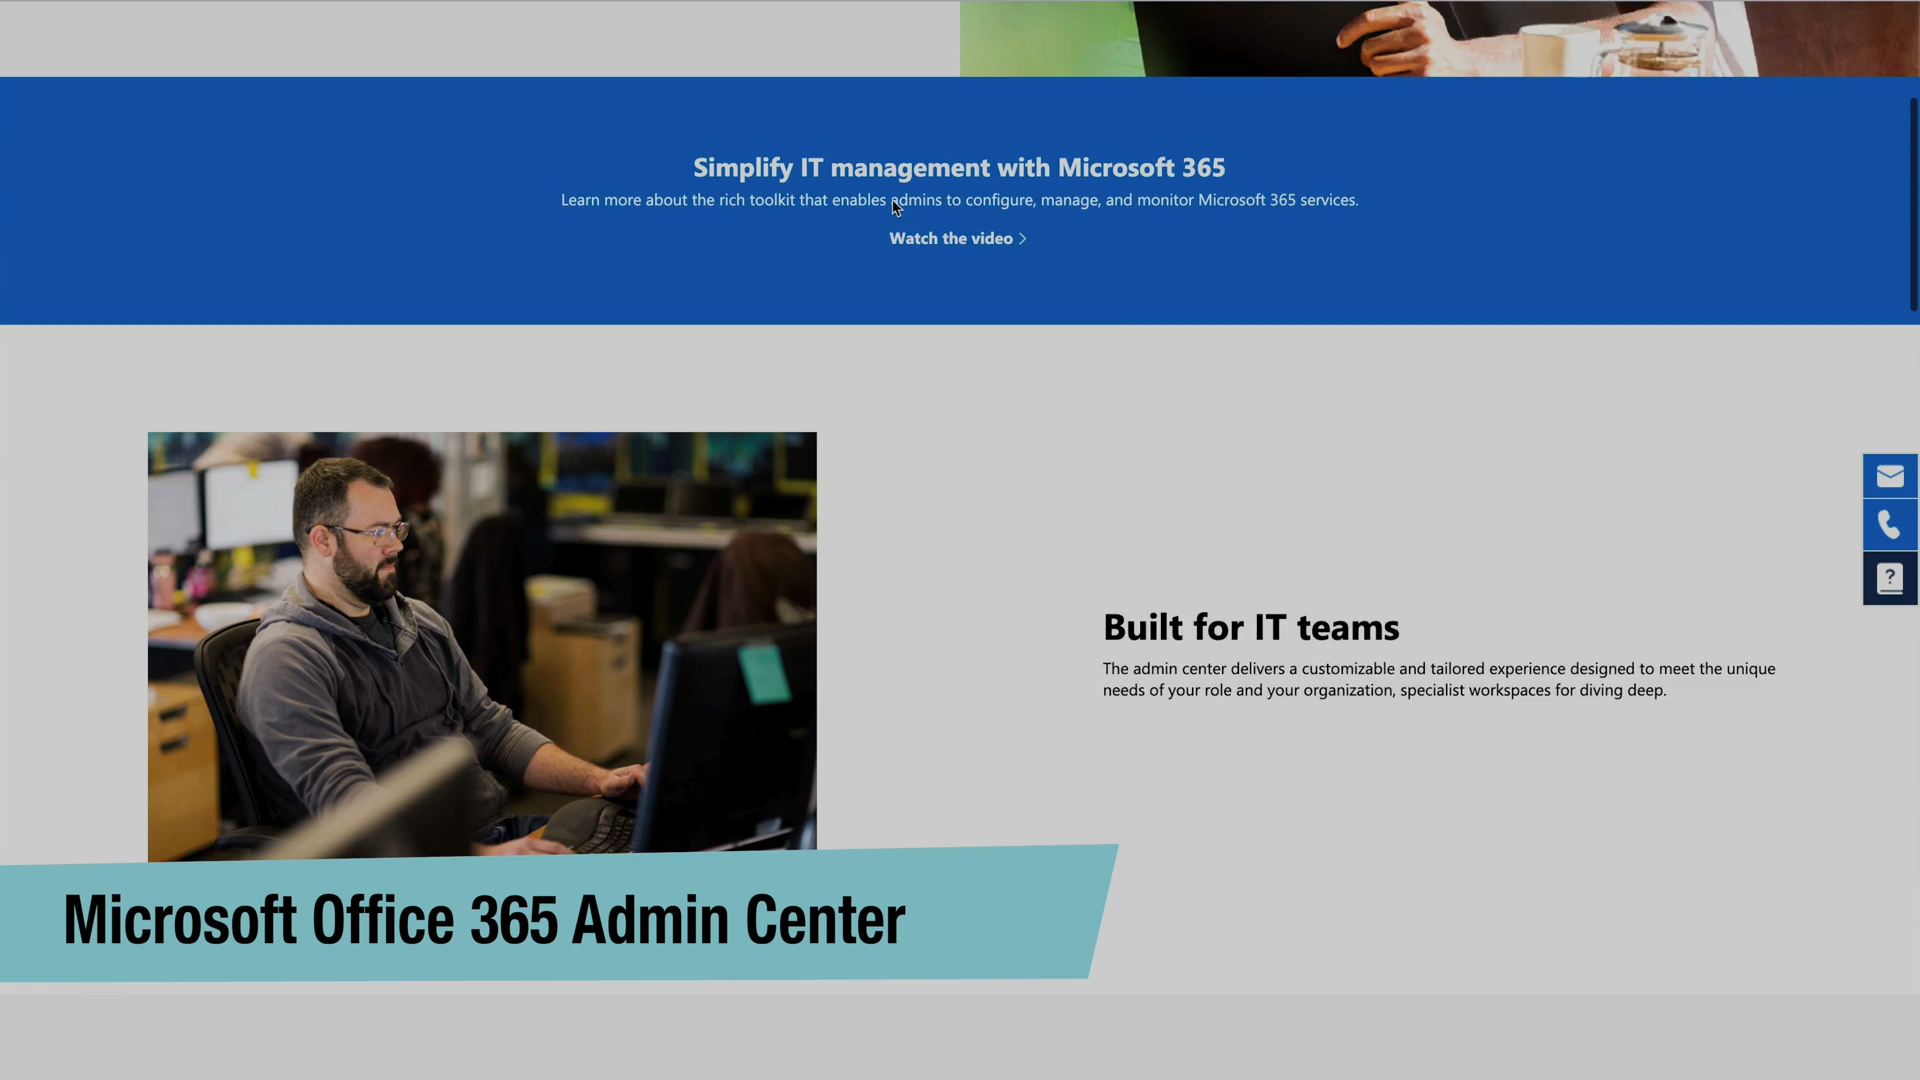 Simplify IT management with Microsoft 365
Learn more about the rich toolkit that enables admins to configure, manage, and monitor Microsoft 365 services.
Watch the video
Built for IT teams
The admin center delivers a customizable and tailored experience designed to meet the unique
needs of your role and your organization, specialist workspaces for diving deep.
Microsoft Office 365 Admin Center